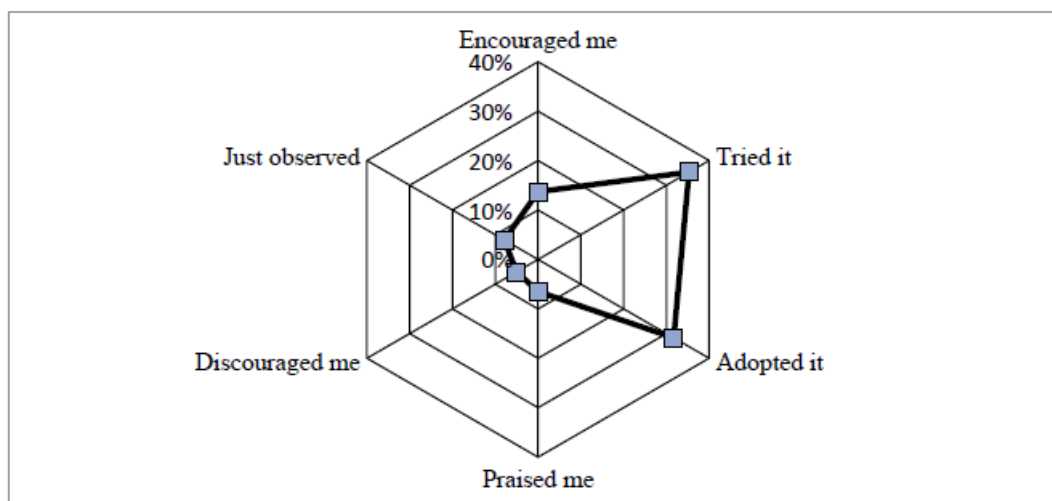 Encouraged me
40%
30%
Just observed
20%
Tried it
10%
0%
Discouraged me
Adopted it
Praised me